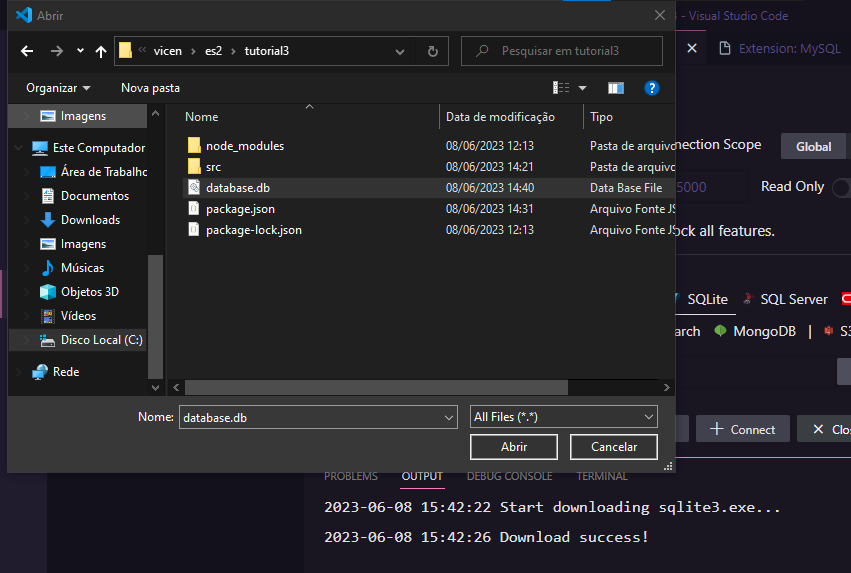 Abrir
- Visual Studio Code
« vicen › es2 › tutorial3
Pesquisar em tutorial3
Extension: MySQL
Organizar
Nova pasta
?
Imagens
Este Computador
Área de Trabalho
Documentos
Downloads
Imagens
Músicas
Objetos 3D
Vídeos
Disco Local (C:)
Rede
Nome Data de modificação Tipo
node_modules 08/06/2023 12:13 Pasta de arquivo
src 08/06/2023 14:21 Pasta de arquivo
database.db 08/06/2023 14:40 Data Base File
package.json 08/06/2023 14:31 Arquivo Fonte JS
package-lock.json 08/06/2023 12:13 Arquivo Fonte JS
nection Scope Global
5000 Read Only
ock all features.
SQLite SQL Server
arch MongoDB | S3
Nome: database.db All Files (*.*)
Abrir Cancelar
+ Connect × Clo
PROBLEMS OUTPUT DEBUG CONSOLE TERMINAL
2023-06-08 15:42:22 Start downloading sqlite3.exe...
2023-06-08 15:42:26 Download success!